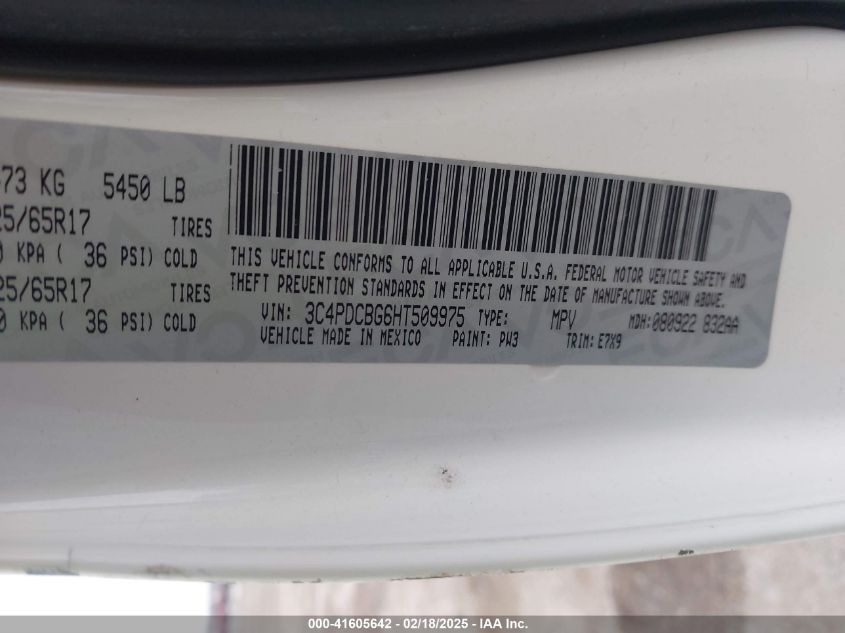 73 KG 5450 LB
25/65R17 TIRES
0 KPA ( 36 PSI) COLD
25/65R17 TIRES
0 KPA ( 36 PSI) COLD
THIS VEHICLE CONFORMS TO ALL APPLICABLE U.S.A. FEDERAL MOTOR VEHICLE SAFETY AND
THEFT PREVENTION STANDARDS IN EFFECT ON THE DATE OF MANUFACTURE SHOWN ABOVE.
VIN: 3C4PDCBG6HT509975 TYPE: MPV MDH:080922 832AA
VEHICLE MADE IN MEXICO PAINT: PW3 TRIM: E7X9
000-41605642 - 02/18/2025 - IAA Inc.